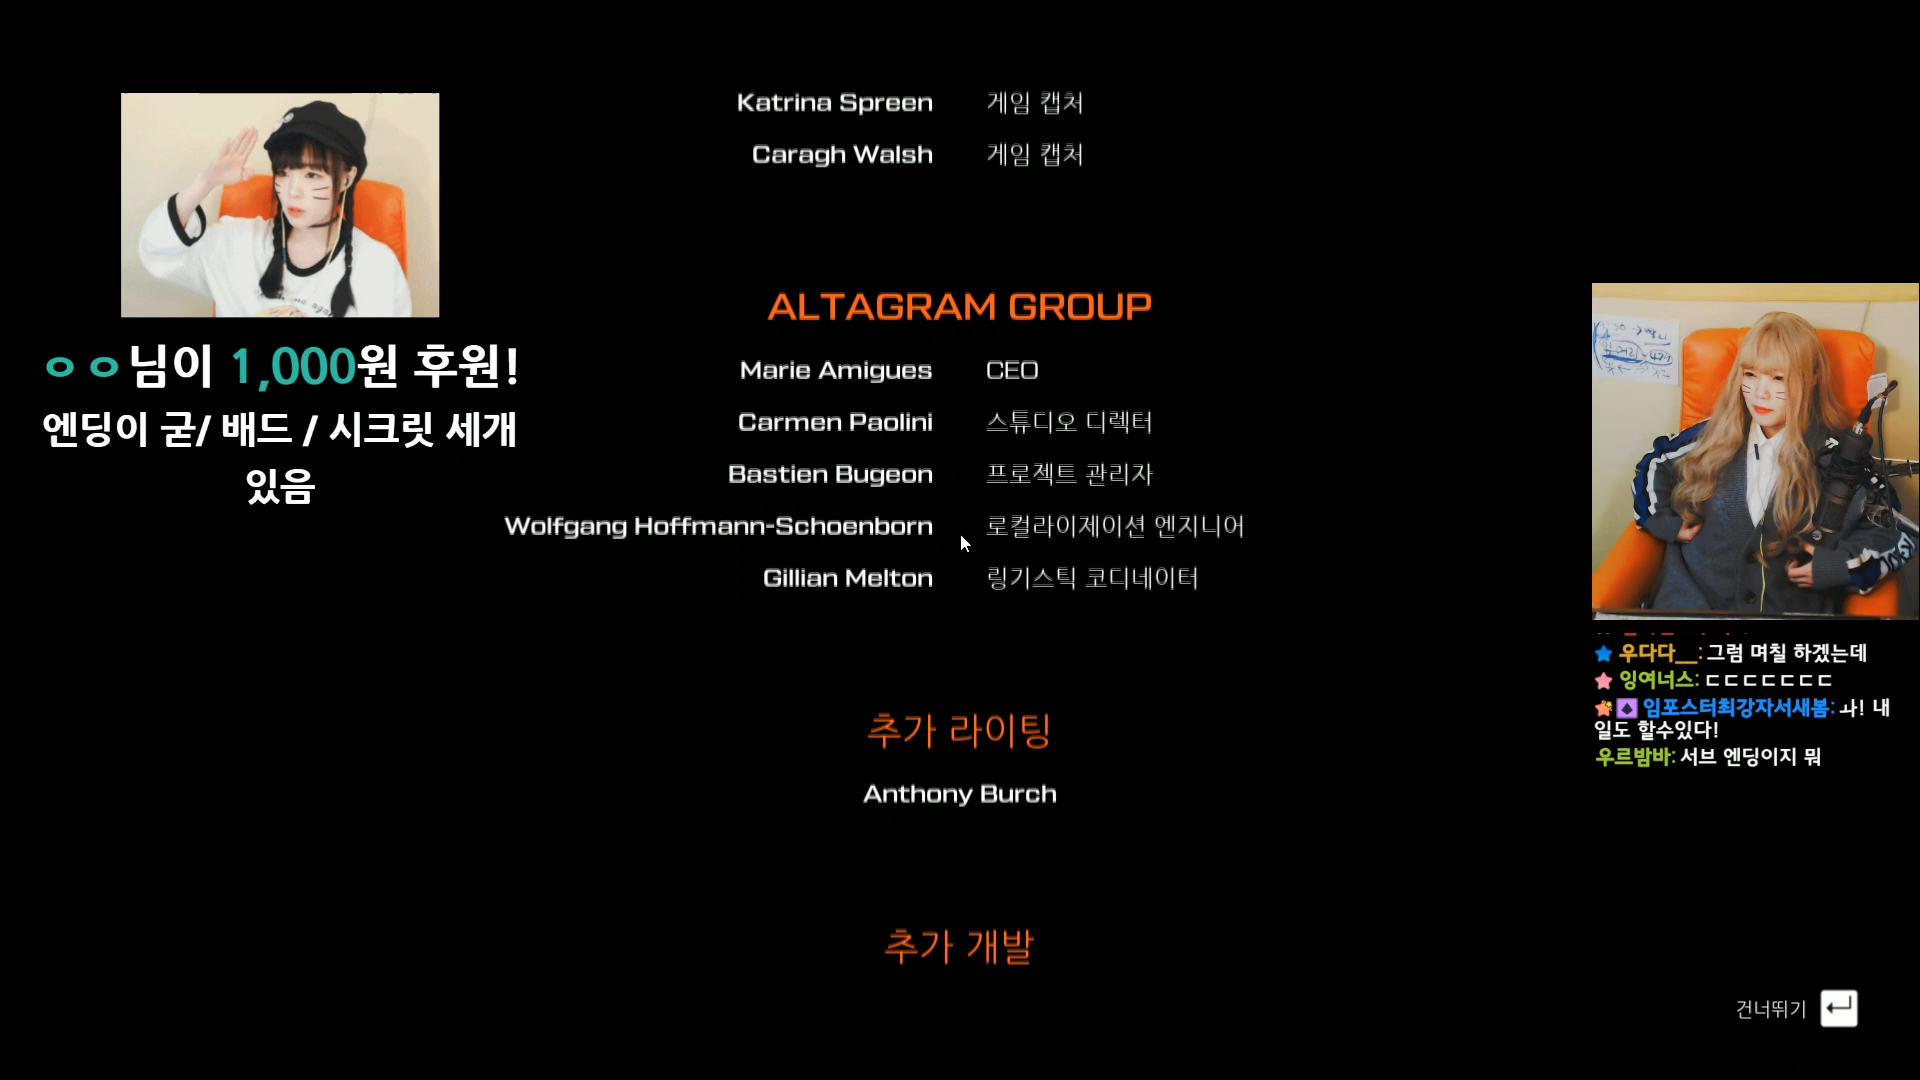 Katrina Spreen 게임 캡처
Caragh Walsh 게임 캡처
ALTAGRAM GROUP
Marie Amigues CEO
Carmen Paolini 스튜디오 디렉터
Bastien Bugeon 프로젝트 관리자
Wolfgang Hoffmann-Schoenborn 로컬라이제이션 엔지니어
Gillian Melton 링기스틱 코디네이터
추가 라이팅
Anthony Burch
추가 개발
건너뛰기
ㅇㅇ님이 1,000원 후원!
엔딩이 굳/ 배드 / 시크릿 세개
있음
우다다__: 그럼 며칠 하겠는데
잉여너스: ㄷㄷㄷㄷㄷㄷㄷ
임포스터최강자서새봄: ㅘ! 내
일도 할수있다!
우르밤바: 서브 엔딩이지 뭐